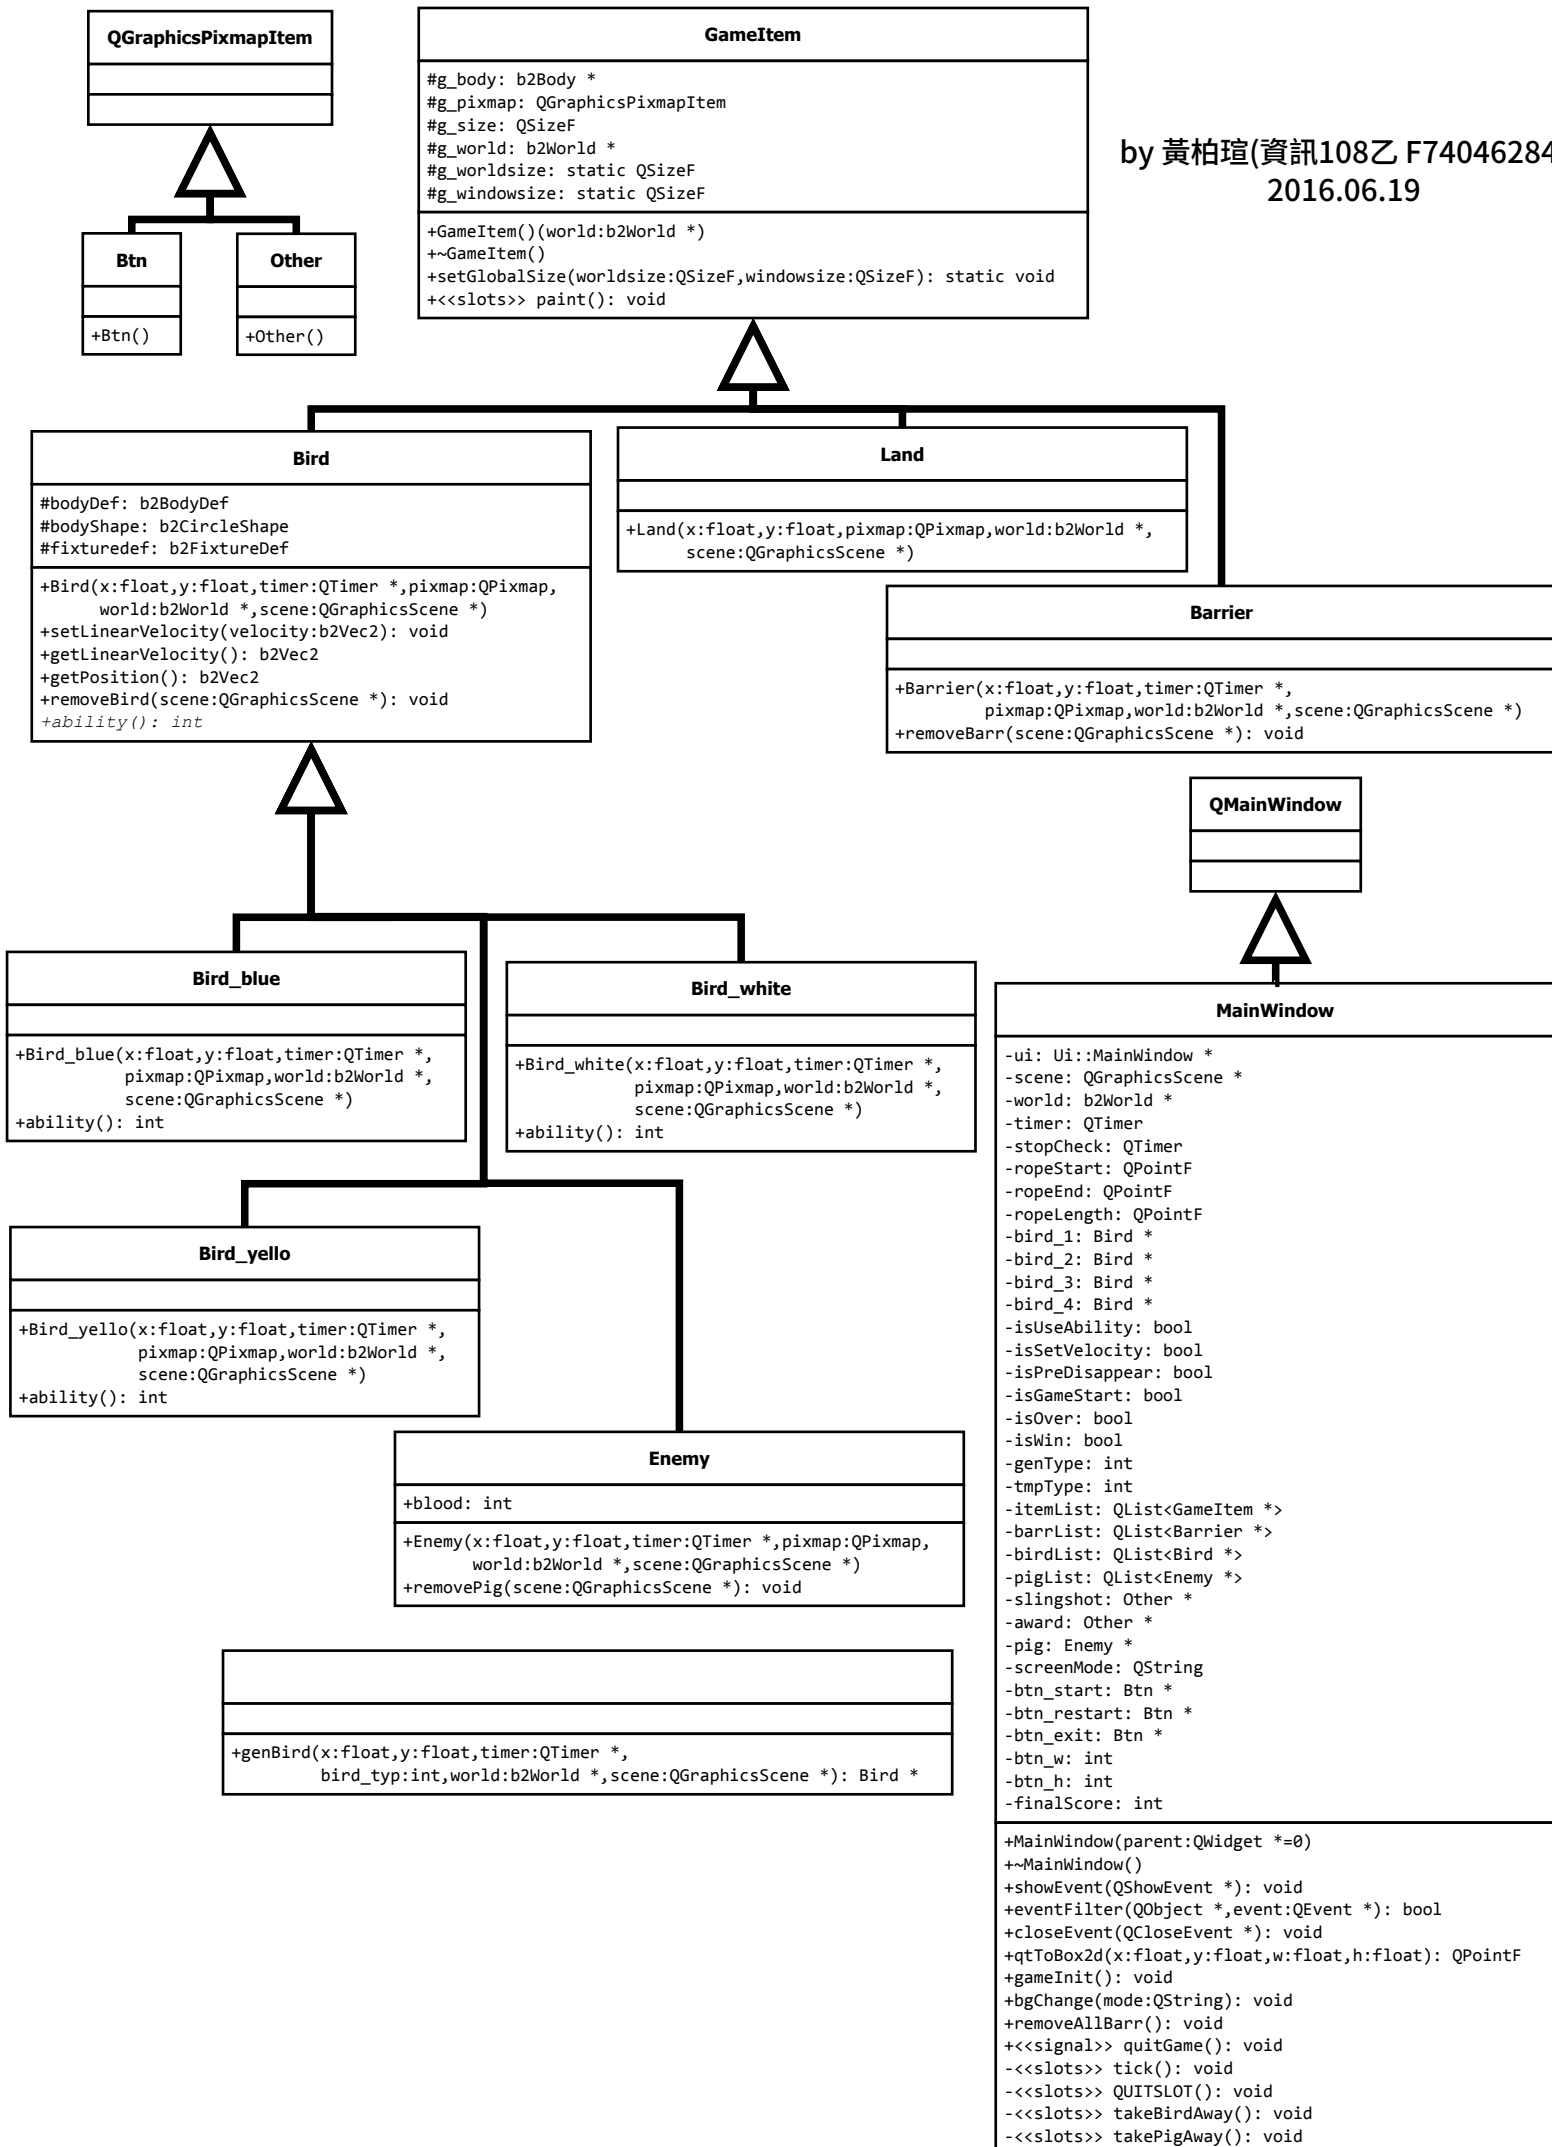 QGraphicsPixmapItem
GameItem
#g_body: b2Body *
#g_pixmap: QGraphicsPixmapItem
#g_size: QSizeF
#g_world: b2World *
#g_worldsize: static QSizeF
#g_windowsize: static QSizeF
+GameItem()(world:b2World *)
+~GameItem()
+setGlobalSize(worldsize:QSizeF,windowsize:QSizeF): static void
+<<slots>> paint(): void
by 黃柏瑄(資訊108乙 F74046284
2016.06.19
Btn
+Btn()
Other
+Other()
Bird
#bodyDef: b2BodyDef
#bodyShape: b2CircleShape
#fixturedef: b2FixtureDef
+Bird(x:float,y:float,timer:QTimer *,pixmap:QPixmap,
world:b2World *,scene:QGraphicsScene *)
+setLinearVelocity(velocity:b2Vec2): void
+getLinearVelocity(): b2Vec2
+getPosition(): b2Vec2
+removeBird(scene:QGraphicsScene *): void
+ability(): int
Land
+Land(x:float,y:float,pixmap:QPixmap,world:b2World *,
scene:QGraphicsScene *)
Barrier
+Barrier(x:float,y:float,timer:QTimer *,
pixmap:QPixmap,world:b2World *,scene:QGraphicsScene *)
+removeBarr(scene:QGraphicsScene *): void
QMainWindow
Bird_blue
+Bird_blue(x:float,y:float,timer:QTimer *,
pixmap:QPixmap,world:b2World *,
scene:QGraphicsScene *)
+ability(): int
Bird_white
+Bird_white(x:float,y:float,timer:QTimer *,
pixmap:QPixmap,world:b2World *,
scene:QGraphicsScene *)
+ability(): int
Bird_yello
+Bird_yello(x:float,y:float,timer:QTimer *,
pixmap:QPixmap,world:b2World *,
scene:QGraphicsScene *)
+ability(): int
Enemy
+blood: int
+Enemy(x:float,y:float,timer:QTimer *,pixmap:QPixmap,
world:b2World *,scene:QGraphicsScene *)
+removePig(scene:QGraphicsScene *): void
+genBird(x:float,y:float,timer:QTimer *,
bird_typ:int,world:b2World *,scene:QGraphicsScene *): Bird *
MainWindow
-ui: Ui::MainWindow *
-scene: QGraphicsScene *
-world: b2World *
-timer: QTimer
-stopCheck: QTimer
-ropeStart: QPointF
-ropeEnd: QPointF
-ropeLength: QPointF
-bird_1: Bird *
-bird_2: Bird *
-bird_3: Bird *
-bird_4: Bird *
-isUseAbility: bool
-isSetVelocity: bool
-isPreDisappear: bool
-isGameStart: bool
-isOver: bool
-isWin: bool
-genType: int
-tmpType: int
-itemList: QList<GameItem *>
-barrList: QList<Barrier *>
-birdList: QList<Bird *>
-pigList: QList<Enemy *>
-slingshot: Other *
-award: Other *
-pig: Enemy *
-screenMode: QString
-btn_start: Btn *
-btn_restart: Btn *
-btn_exit: Btn *
-btn_w: int
-btn_h: int
-finalScore: int
+MainWindow(parent:QWidget *=0)
+~MainWindow()
+showEvent(QShowEvent *): void
+eventFilter(QObject *,event:QEvent *): bool
+closeEvent(QCloseEvent *): void
+qtToBox2d(x:float,y:float,w:float,h:float): QPointF
+gameInit(): void
+bgChange(mode:QString): void
+removeAllBarr(): void
+<<signal>> quitGame(): void
-<<slots>> tick(): void
-<<slots>> QUITSLOT(): void
-<<slots>> takeBirdAway(): void
-<<slots>> takePigAway(): void